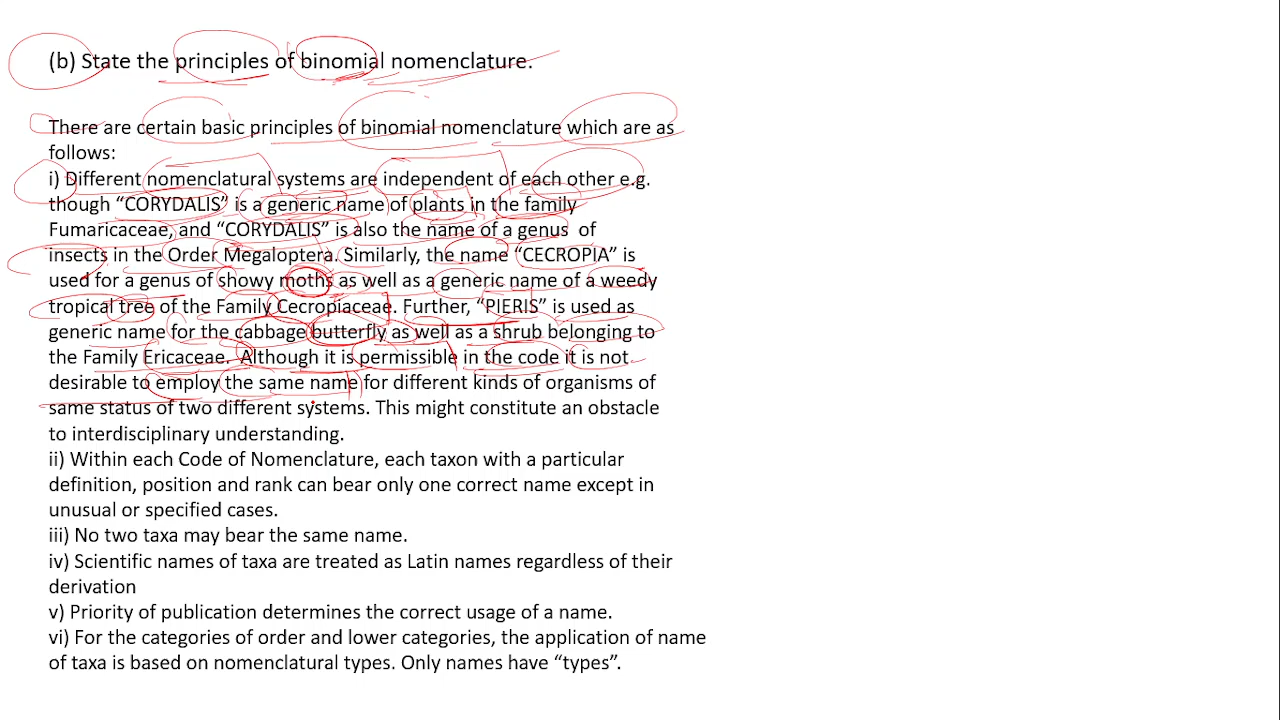 (b) State the principles of binomial nomenclature.
There are certain basic principles of binomial nomenclature which are as
follows:
i) Different nomenclatural systems are independent of each other e.g.
though “CORYDALIS” is a generic name of plants in the family
Fumaricaceae, and “CORYDALIS” is also the name of a genus of
insects in the Order Megaloptera. Similarly, the name “CECROPIA” is
used for a genus of showy moths as well as a generic name of a weedy
tropical tree of the Family Cecropiaceae. Further, “PIERIS” is used as
generic name for the cabbage butterfly as well as a shrub belonging to
the Family Ericaceae. Although it is permissible in the code it is not
desirable to employ the same name for different kinds of organisms of
same status of two different systems. This might constitute an obstacle
to interdisciplinary understanding.
ii) Within each Code of Nomenclature, each taxon with a particular
definition, position and rank can bear only one correct name except in
unusual or specified cases.
iii) No two taxa may bear the same name.
iv) Scientific names of taxa are treated as Latin names regardless of their
derivation
v) Priority of publication determines the correct usage of a name.
vi) For the categories of order and lower categories, the application of name
of taxa is based on nomenclatural types. Only names have “types”.